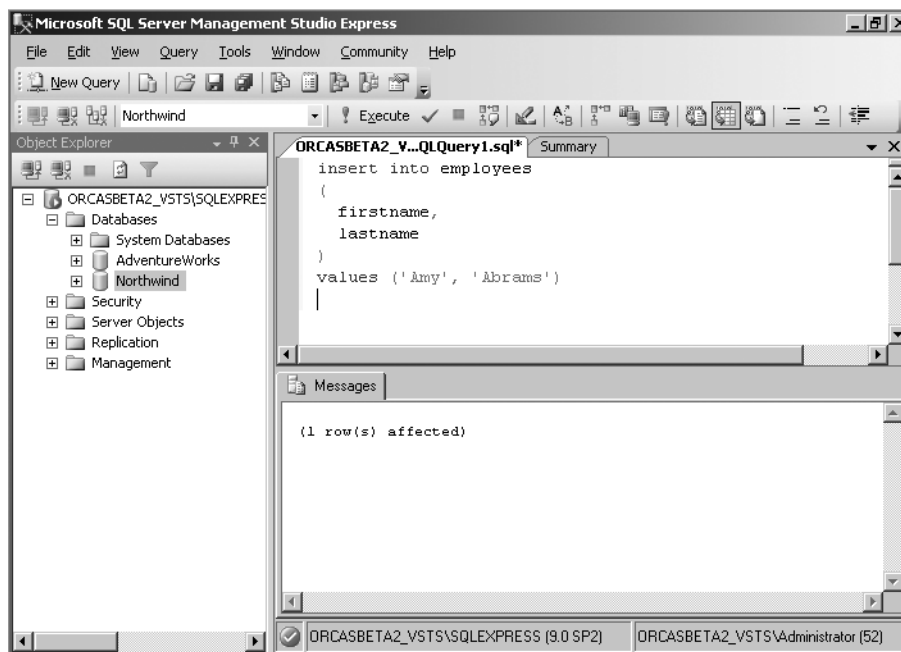 Microsoft SQL Server Management Studio Express
File Edit View Query Tools Window Community Help
New Query
Northwind Execute
Object Explorer
ORCASBETA2_VSTS\SQLEXPRES
Databases
System Databases
AdventureWorks
Northwind
Security
Server Objects
Replication
Management
ORCASBETA2_V...QLQuery1.sql* Summary
insert into employees
(
firstname,
lastname
)
values ('Amy', 'Abrams')
Messages
(1 row(s) affected)
ORCASBETA2_VSTS\SQLEXPRESS (9.0 SP2) ORCASBETA2_VSTS\Administrator (52)